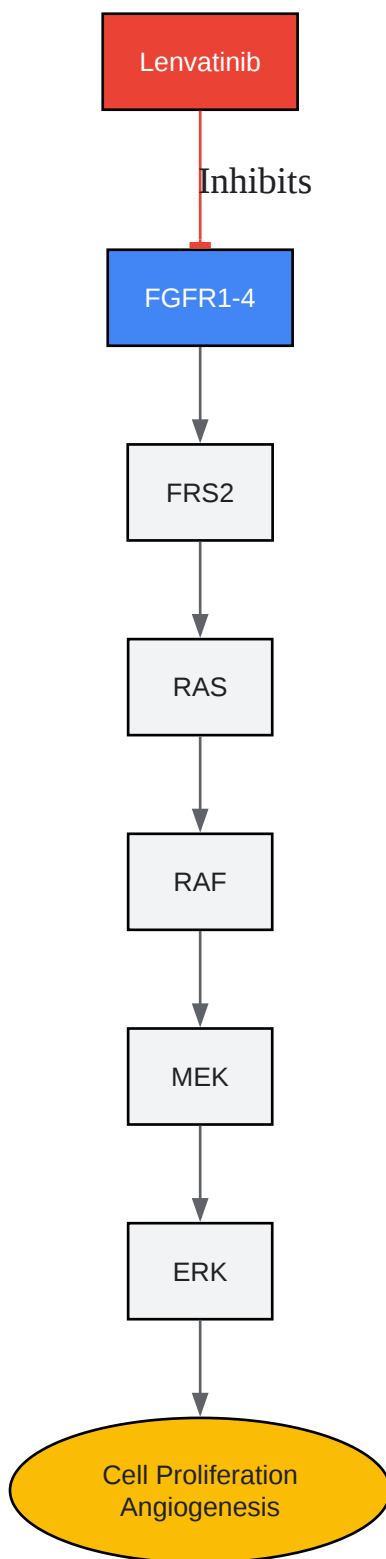 Lenvatinib
Inhibits
FGFR1-4
FRS2
RAS
RAF
MEK
ERK
Cell Proliferation
Angiogenesis